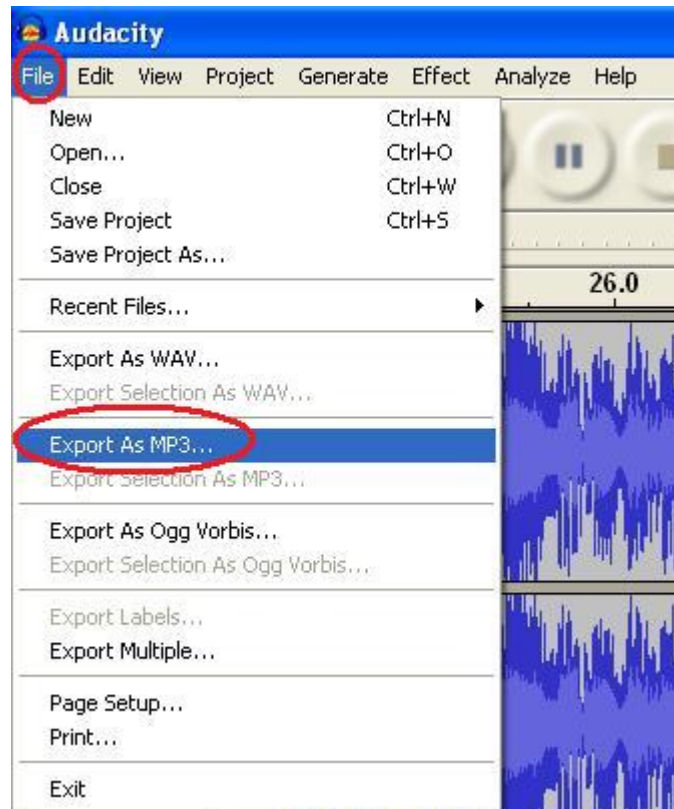 Audacity
File Edit View Project Generate Effect Analyze Help
New Ctrl+N
Open... Ctrl+O
Close Ctrl+W
Save Project Ctrl+S
Save Project As...
26.0
Recent Files...
Export As WAV...
Export Selection As WAV...
Export As MP3...
Export Selection As MP3...
Export As Ogg Vorbis...
Export Selection As Ogg Vorbis...
Export Labels...
Export Multiple...
Page Setup...
Print...
Exit